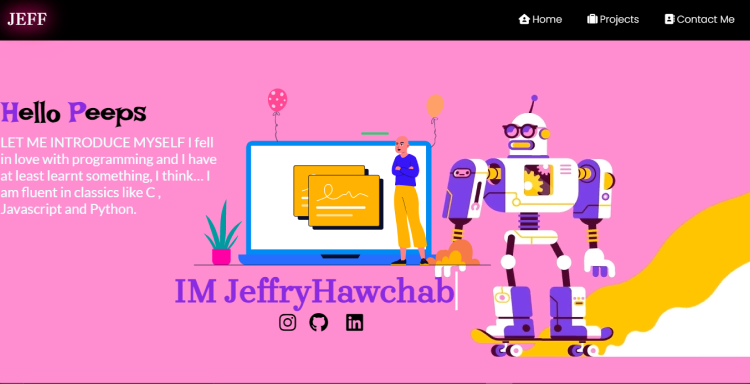 JEFF
Home
Projects
Contact Me
Hello Peeps
LET ME INTRODUCE MYSELF I fell
in love with programming and I have
at least learnt something, I think… I
am fluent in classics like C ,
Javascript and Python.
IM JeffryHawchab